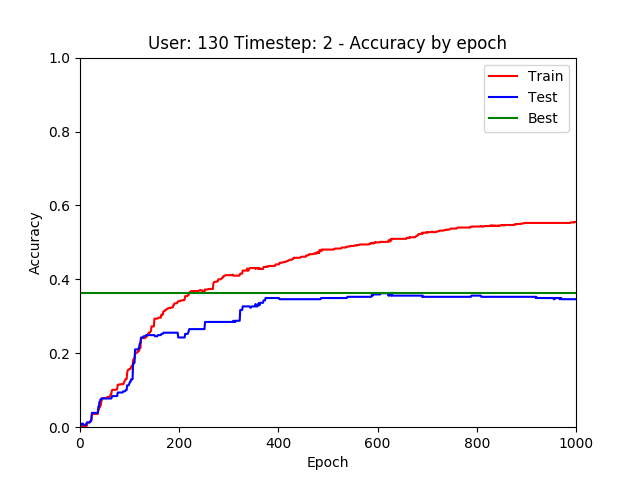 User: 130 Timestep: 2 - Accuracy by epoch
1.0
0.8
0.6
0.4
0.2
0.0
Accuracy
Train
Test
Best
0 200 400 600 800 1000
Epoch